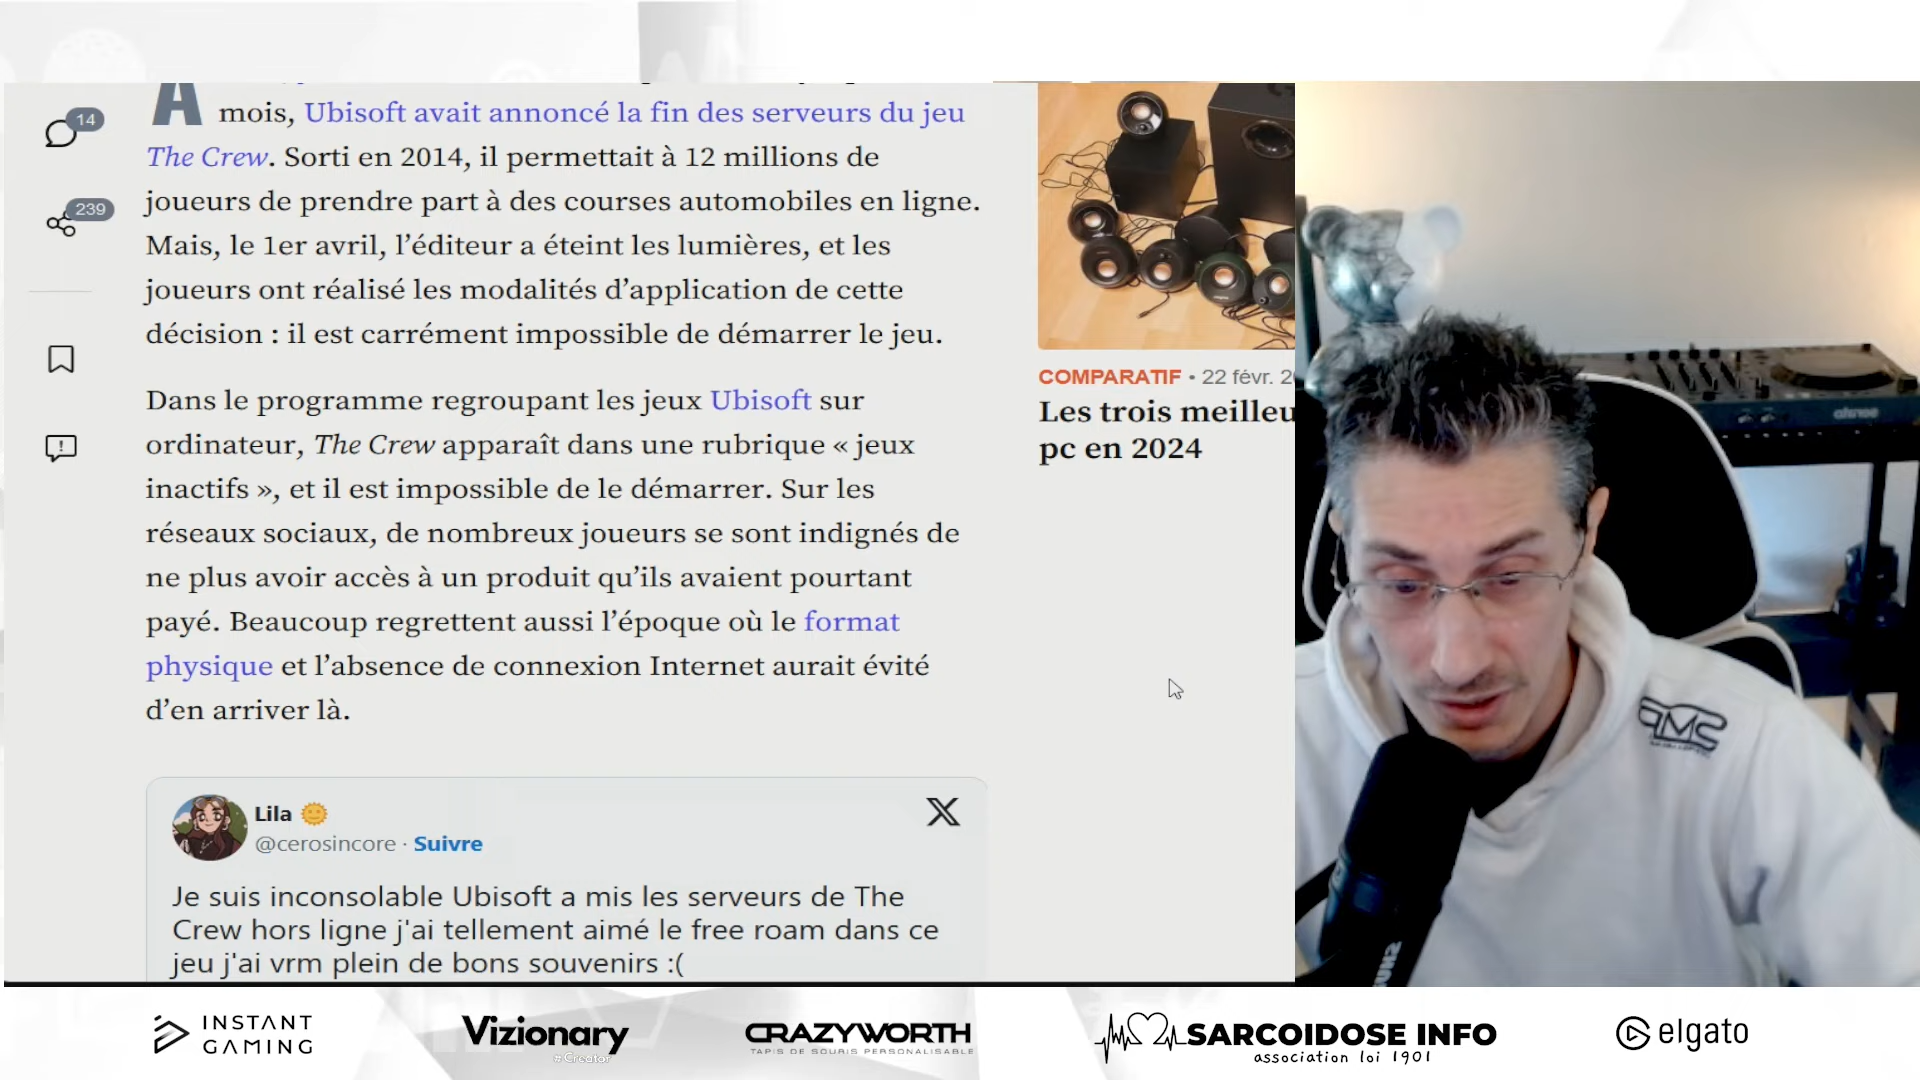 14
239
A
mois, Ubisoft avait annoncé la fin des serveurs du jeu
The Crew. Sorti en 2014, il permettait à 12 millions de
joueurs de prendre part à des courses automobiles en ligne.
Mais, le 1er avril, l’éditeur a éteint les lumières, et les
joueurs ont réalisé les modalités d’application de cette
décision : il est carrément impossible de démarrer le jeu.
Dans le programme regroupant les jeux Ubisoft sur
ordinateur, The Crew apparaît dans une rubrique « jeux
inactifs », et il est impossible de le démarrer. Sur les
réseaux sociaux, de nombreux joueurs se sont indignés de
ne plus avoir accès à un produit qu’ils avaient pourtant
payé. Beaucoup regrettent aussi l’époque où le format
physique et l’absence de connexion Internet aurait évité
d’en arriver là.
Lila
@cerosincore · Suivre
Je suis inconsolable Ubisoft a mis les serveurs de The
Crew hors ligne j'ai tellement aimé le free roam dans ce
jeu j'ai vrm plein de bons souvenirs :(
COMPARATIF • 22 févr. 2
Les trois meilleu
pc en 2024
INSTANT
GAMING
Vizionary
#Creator
CRAZYWORTH
TAPIS DE SOURIS PERSONALISABLE
SARCOIDOSE INFO
association loi 1901
elgato